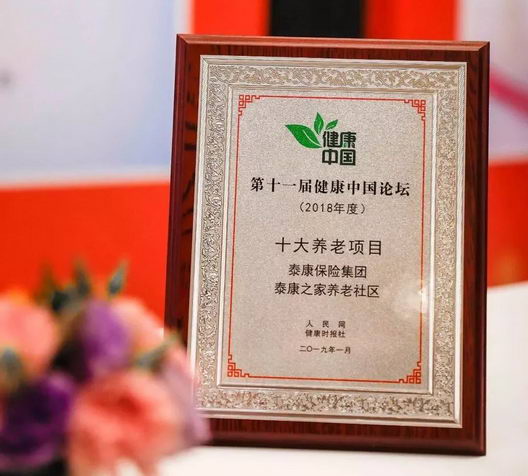 健康
中国
第十一届健康中国论坛
（2018年度）
十大养老项目
泰康保险集团
泰康之家养老社区
人民网
健康时报社
二〇一九年一月